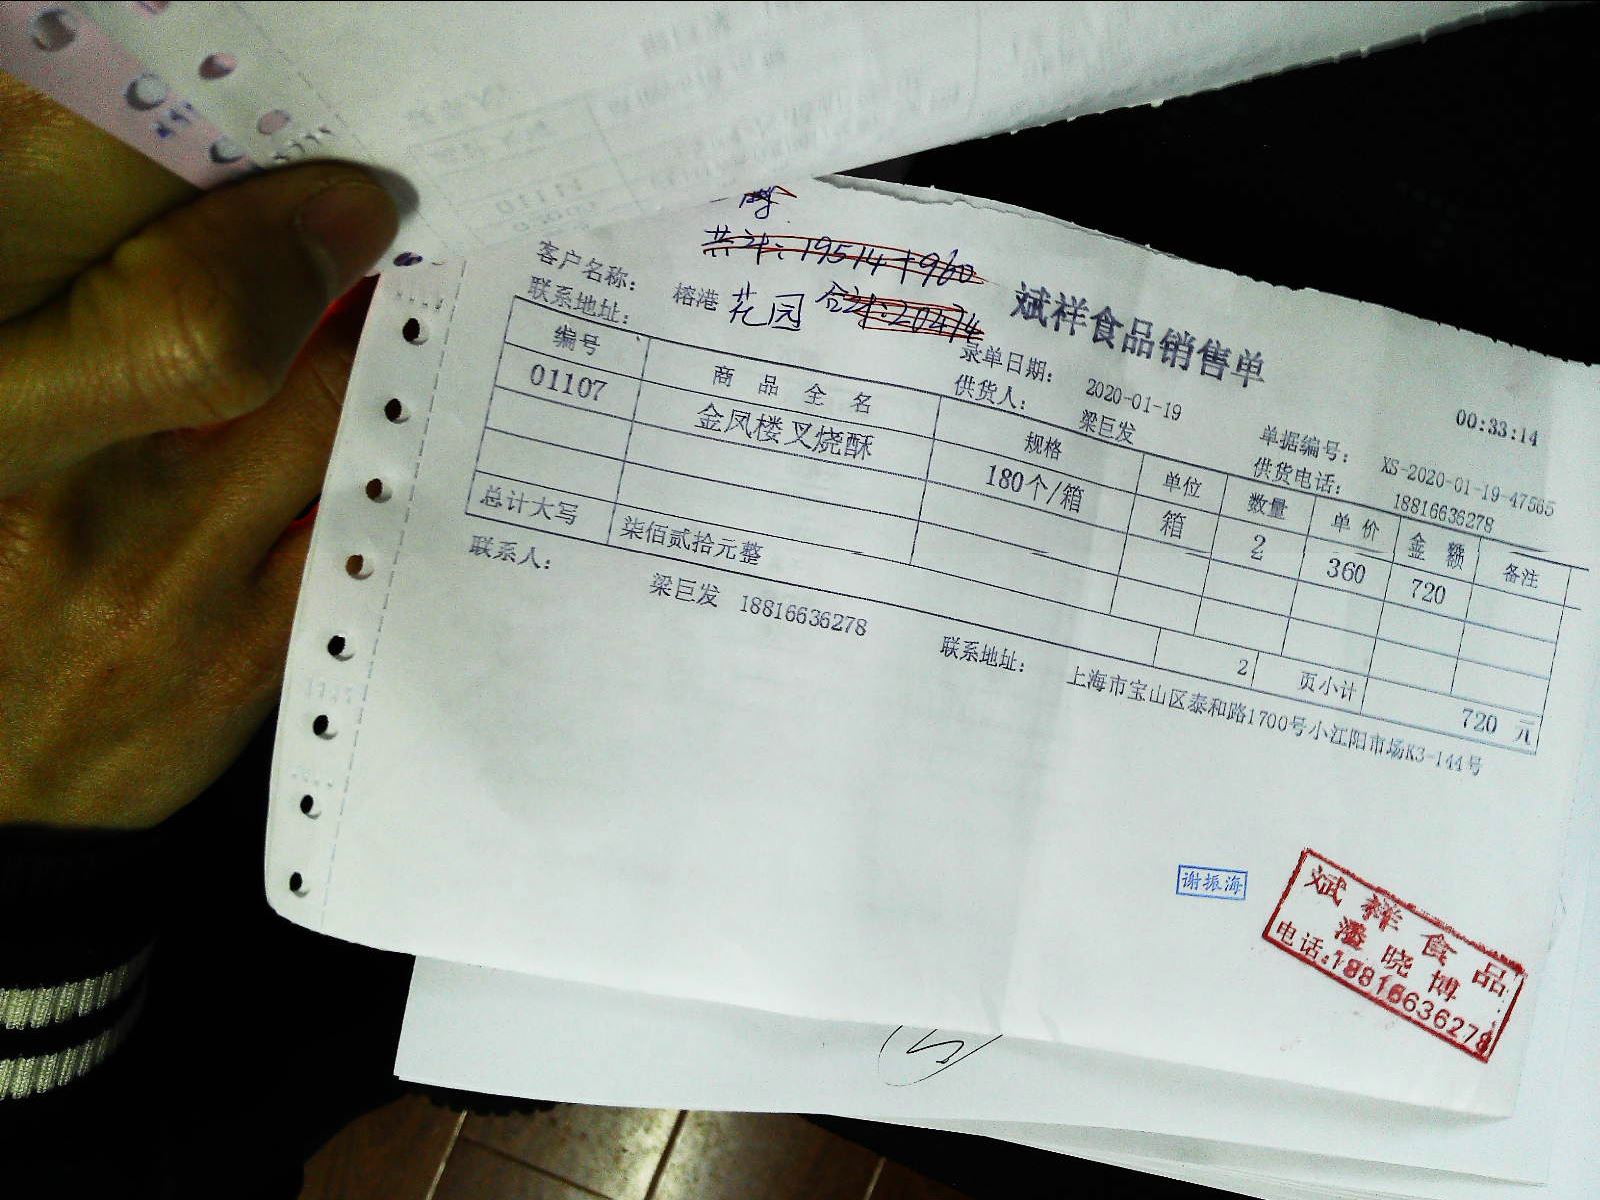 共计:19514+960
合计:20474
斌祥食品销售单
00:33:14
客户名称: 榕港 花园 录单日期: 2020-01-19 单据编号: XS-2020-01-19-47565
联系地址: 供货人: 梁巨发 供货电话: 18816636278
编号 商品全名 规格 单位 数量 单价 金额 备注
01107 金凤楼叉烧酥 180个/箱 箱 2 360 720
总计大写 柒佰贰拾元整 2 页小计 720 元
联系人: 梁巨发 18816636278 联系地址: 上海市宝山区泰和路1700号小江阳市场K3-144号
谢振海
斌祥食品
潘晓博
电话:18816636278